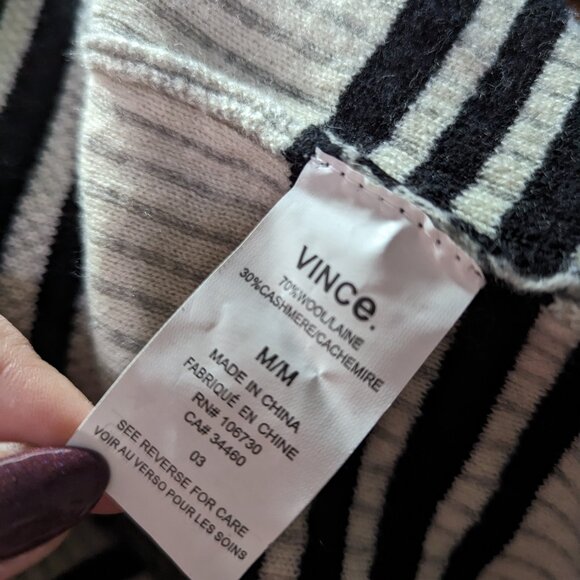 VINCe.
70%WOOL/LAINE
30%CASHMERE/CACHEMIRE
M/M
MADE IN CHINA
FABRIQUÉ EN CHINE
RN# 106730
CA# 34460
03
SEE REVERSE FOR CARE
VOIR AU VERSO POUR LES SOINS